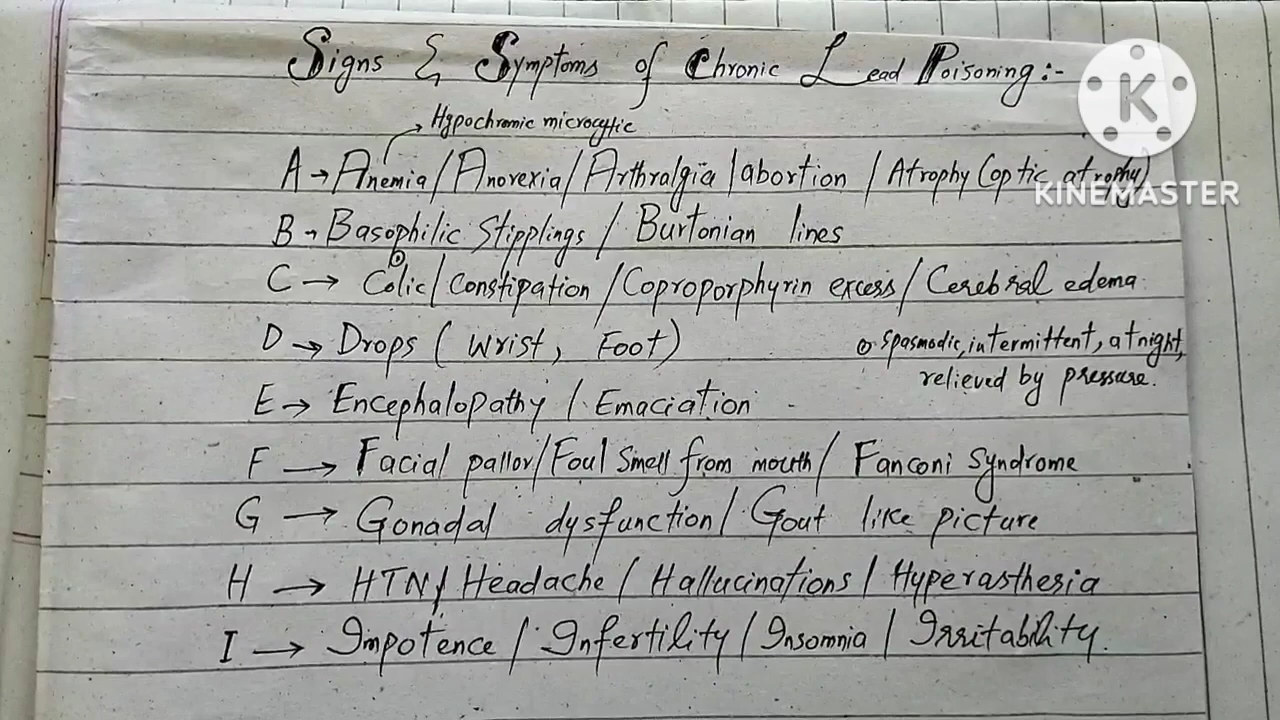 Signs & Symptoms of Chronic Lead Poisoning:-
Hypochromic microcytic
A → Anemia/Anorexia/Arthralgia/abortion / Atrophy (optic atrophy)
KINEMASTER
B → Basophilic Stipplings / Burtonian lines
C → Colic/Constipation/Coproporphyrin excess/Cerebral edema
D → Drops (Wrist, Foot)
⊙ Spasmodic, intermittent, at night,
relieved by pressure.
E → Encephalopathy / Emaciation
F → Facial pallor/Foul Smell from mouth/ Fanconi Syndrome
G → Gonadal dysfunction/ Gout like picture
H → HTN/ Headache / Hallucinations / Hyperasthesia
I → Impotence / Infertility / Insomnia / Irritability.